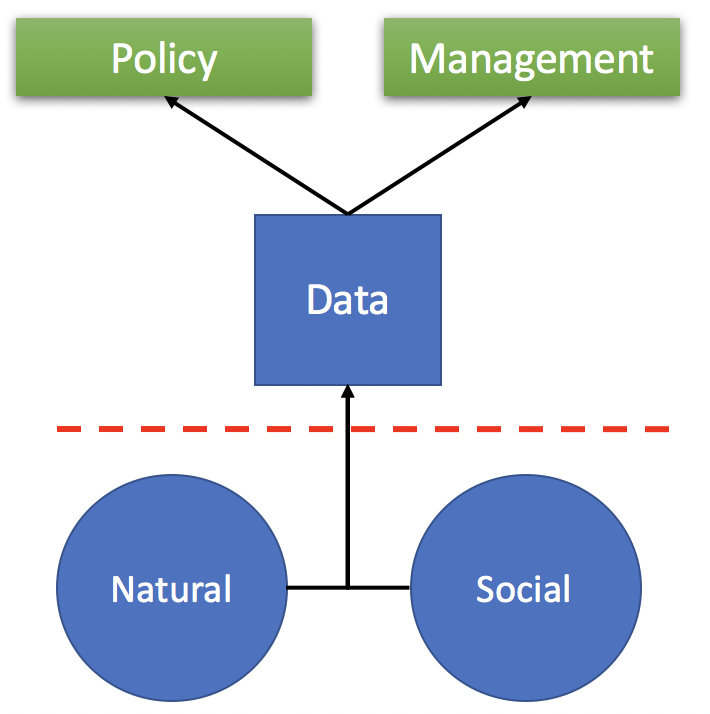 Policy
Management
Data
Natural
Social